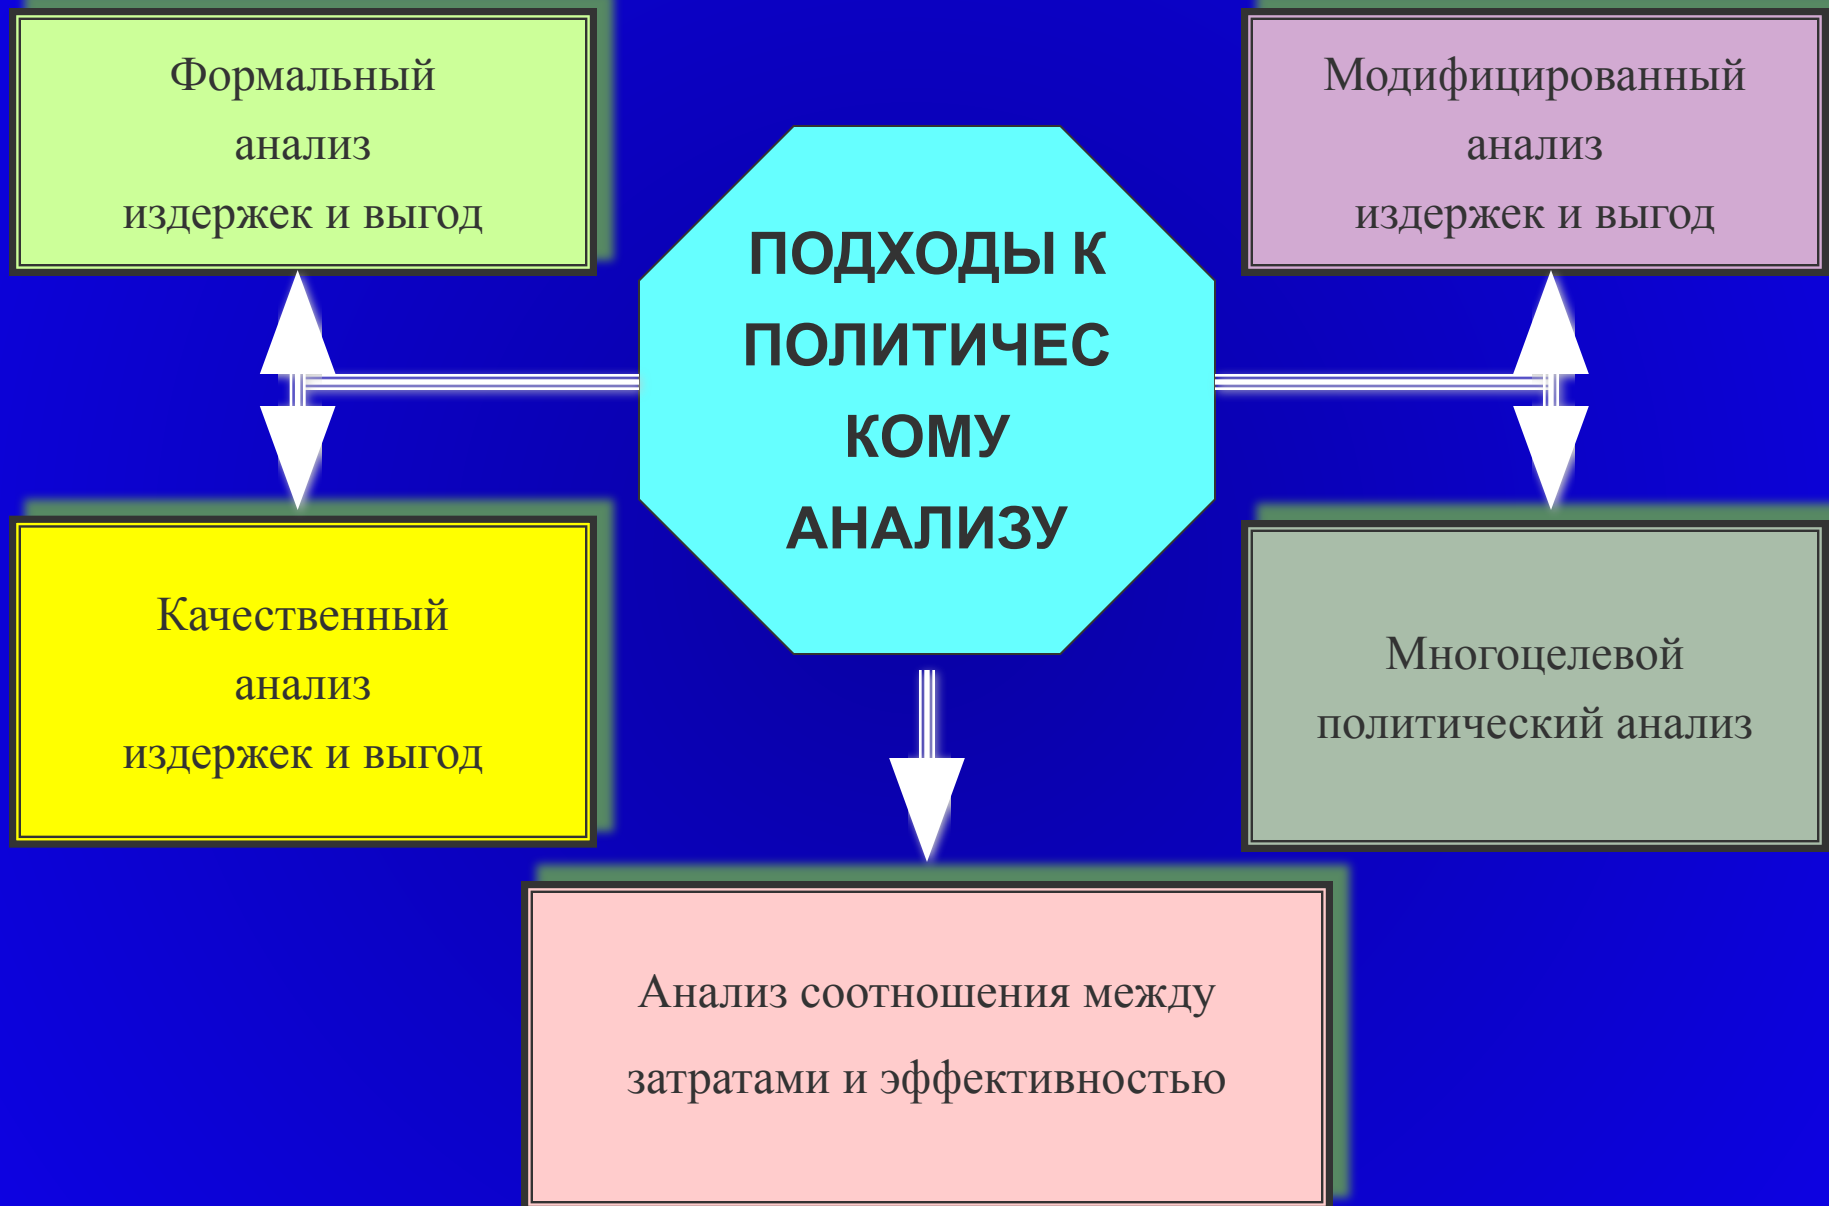 Формальный
анализ
издержек и выгод
Модифицированный
анализ
издержек и выгод
ПОДХОДЫ К
ПОЛИТИЧЕС
КОМУ
АНАЛИЗУ
Качественный
анализ
издержек и выгод
Многоцелевой
политический анализ
Анализ соотношения между
затратами и эффективностью